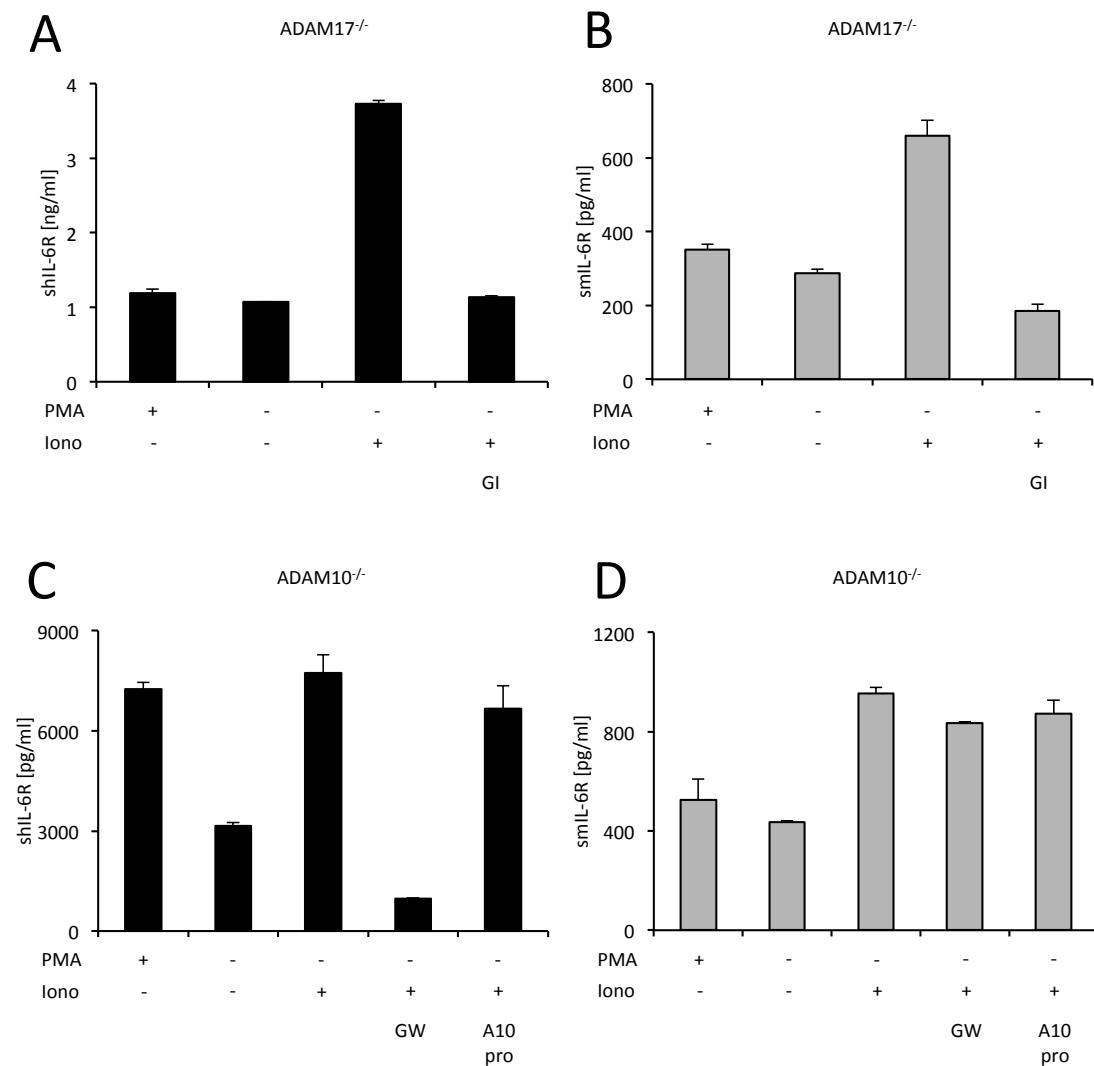 A
ADAM17-/-
shIL-6R [ng/ml]
4
3
2
1
0
PMA + - - -
Iono - - + +
GI
B
ADAM17-/-
smIL-6R [pg/ml]
800
600
400
200
0
PMA + - - -
Iono - - + +
GI
C
ADAM10-/-
shIL-6R [pg/ml]
9000
6000
3000
0
PMA + - - - -
Iono - - + + +
GW A10
pro
D
ADAM10-/-
smIL-6R [pg/ml]
1200
800
400
0
PMA + - - - -
Iono - - + + +
GW A10
pro